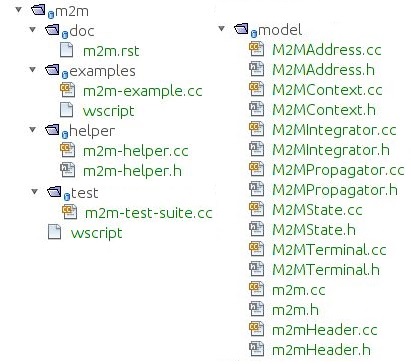 m2m
doc
m2m.rst
examples
m2m-example.cc
wscript
helper
m2m-helper.cc
m2m-helper.h
test
m2m-test-suite.cc
wscript
model
M2MAddress.cc
M2MAddress.h
M2MContext.cc
M2MContext.h
M2MIntegrator.cc
M2MIntegrator.h
M2MPropagator.cc
M2MPropagator.h
M2MState.cc
M2MState.h
M2MTerminal.cc
M2MTerminal.h
m2m.cc
m2m.h
m2mHeader.cc
m2mHeader.h